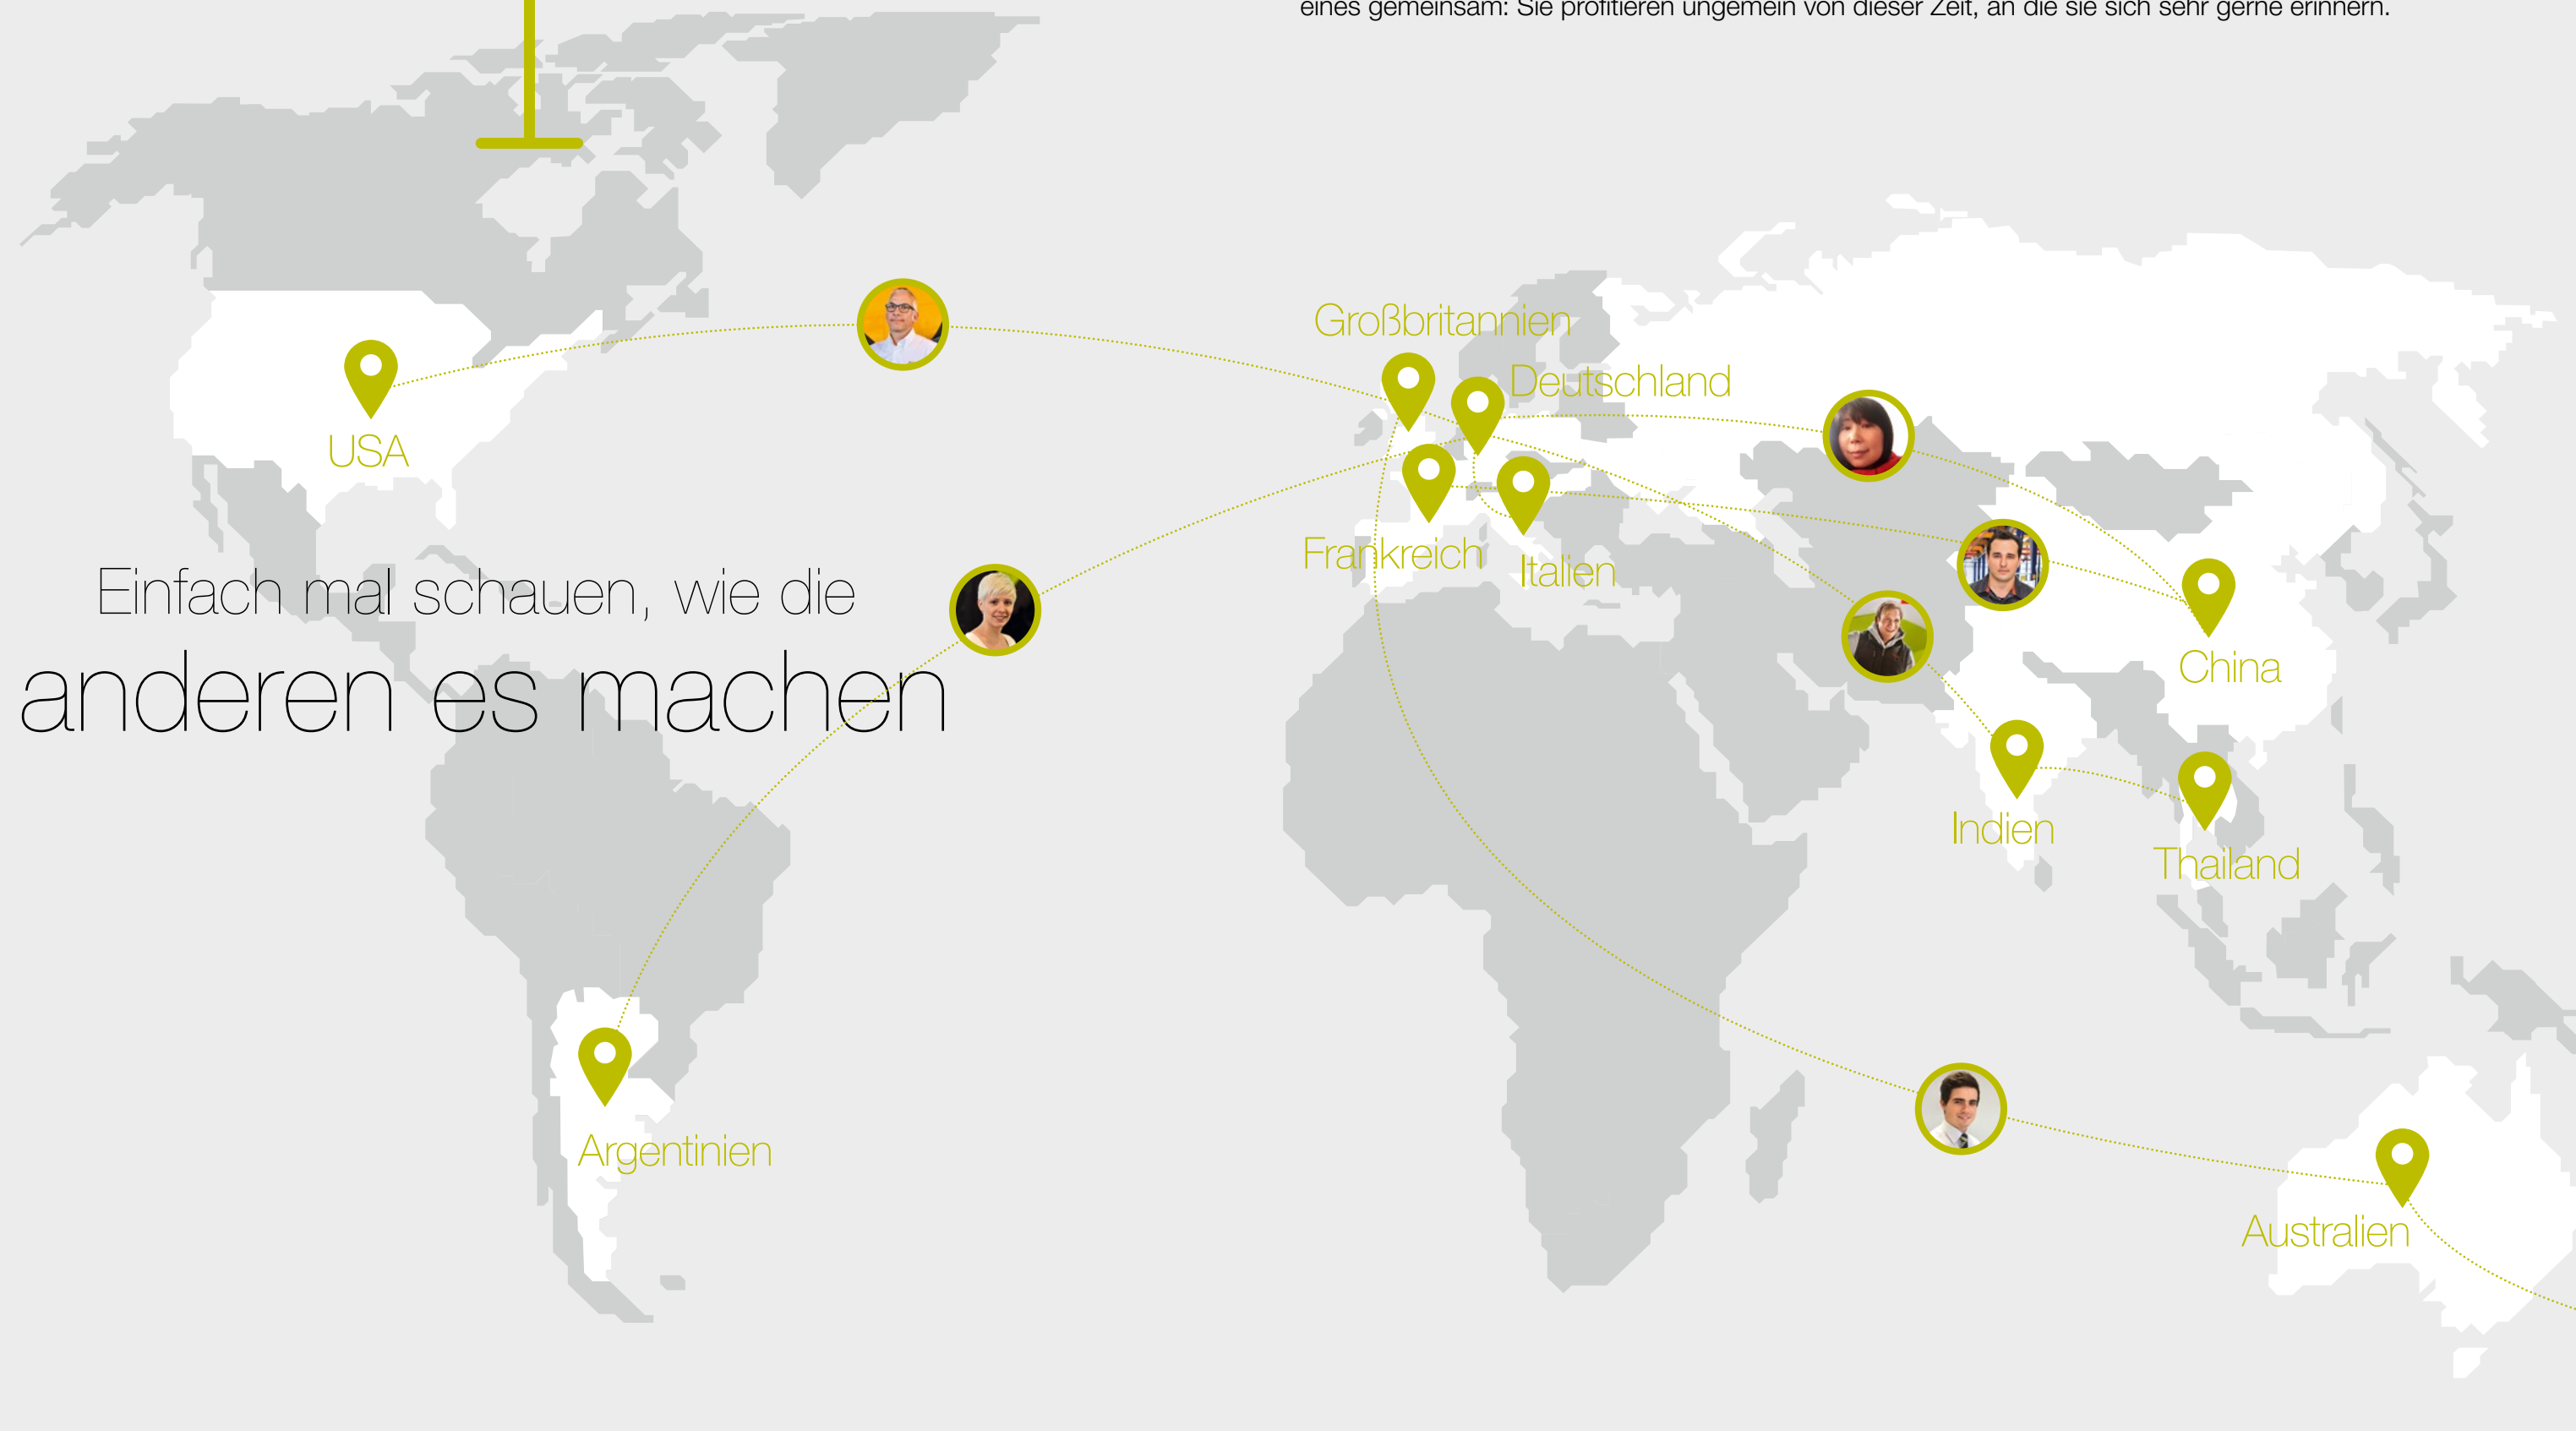 eines gemeinsam: Sie profitieren ungemein von dieser Zeit, an die sie sich sehr gerne erinnern.
Großbritannien
Deutschland
USA
Frankreich
Italien
Einfach mal schauen, wie die
anderen es machen
China
Indien
Thailand
Argentinien
Australien